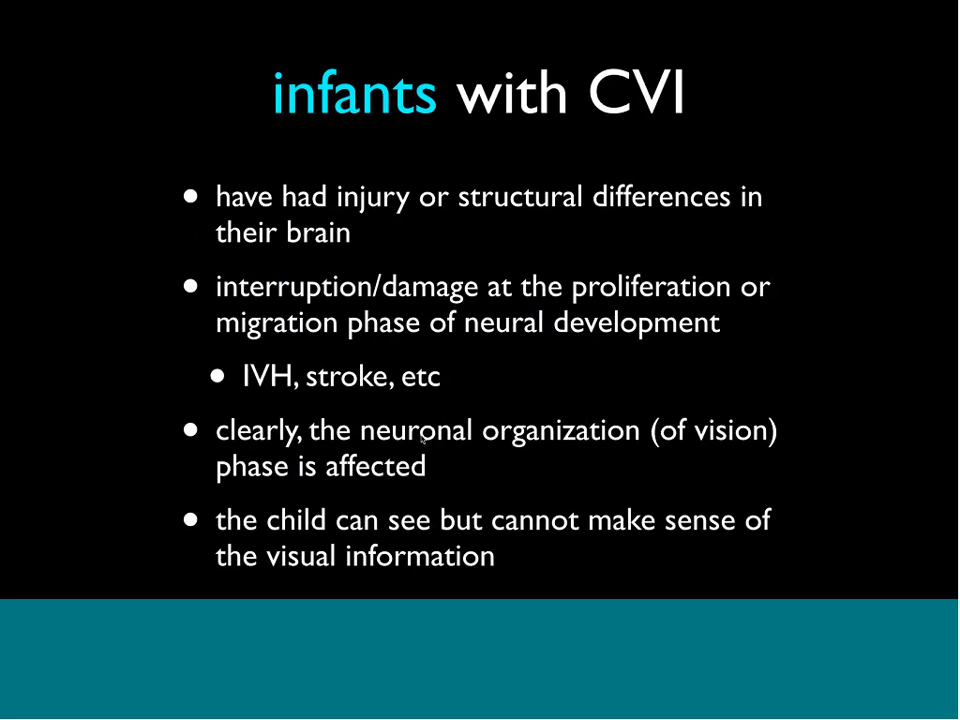 infants with CVI
• have had injury or structural differences in
their brain
• interruption/damage at the proliferation or
migration phase of neural development
• IVH, stroke, etc
• clearly, the neuronal organization (of vision)
phase is affected
• the child can see but cannot make sense of
the visual information